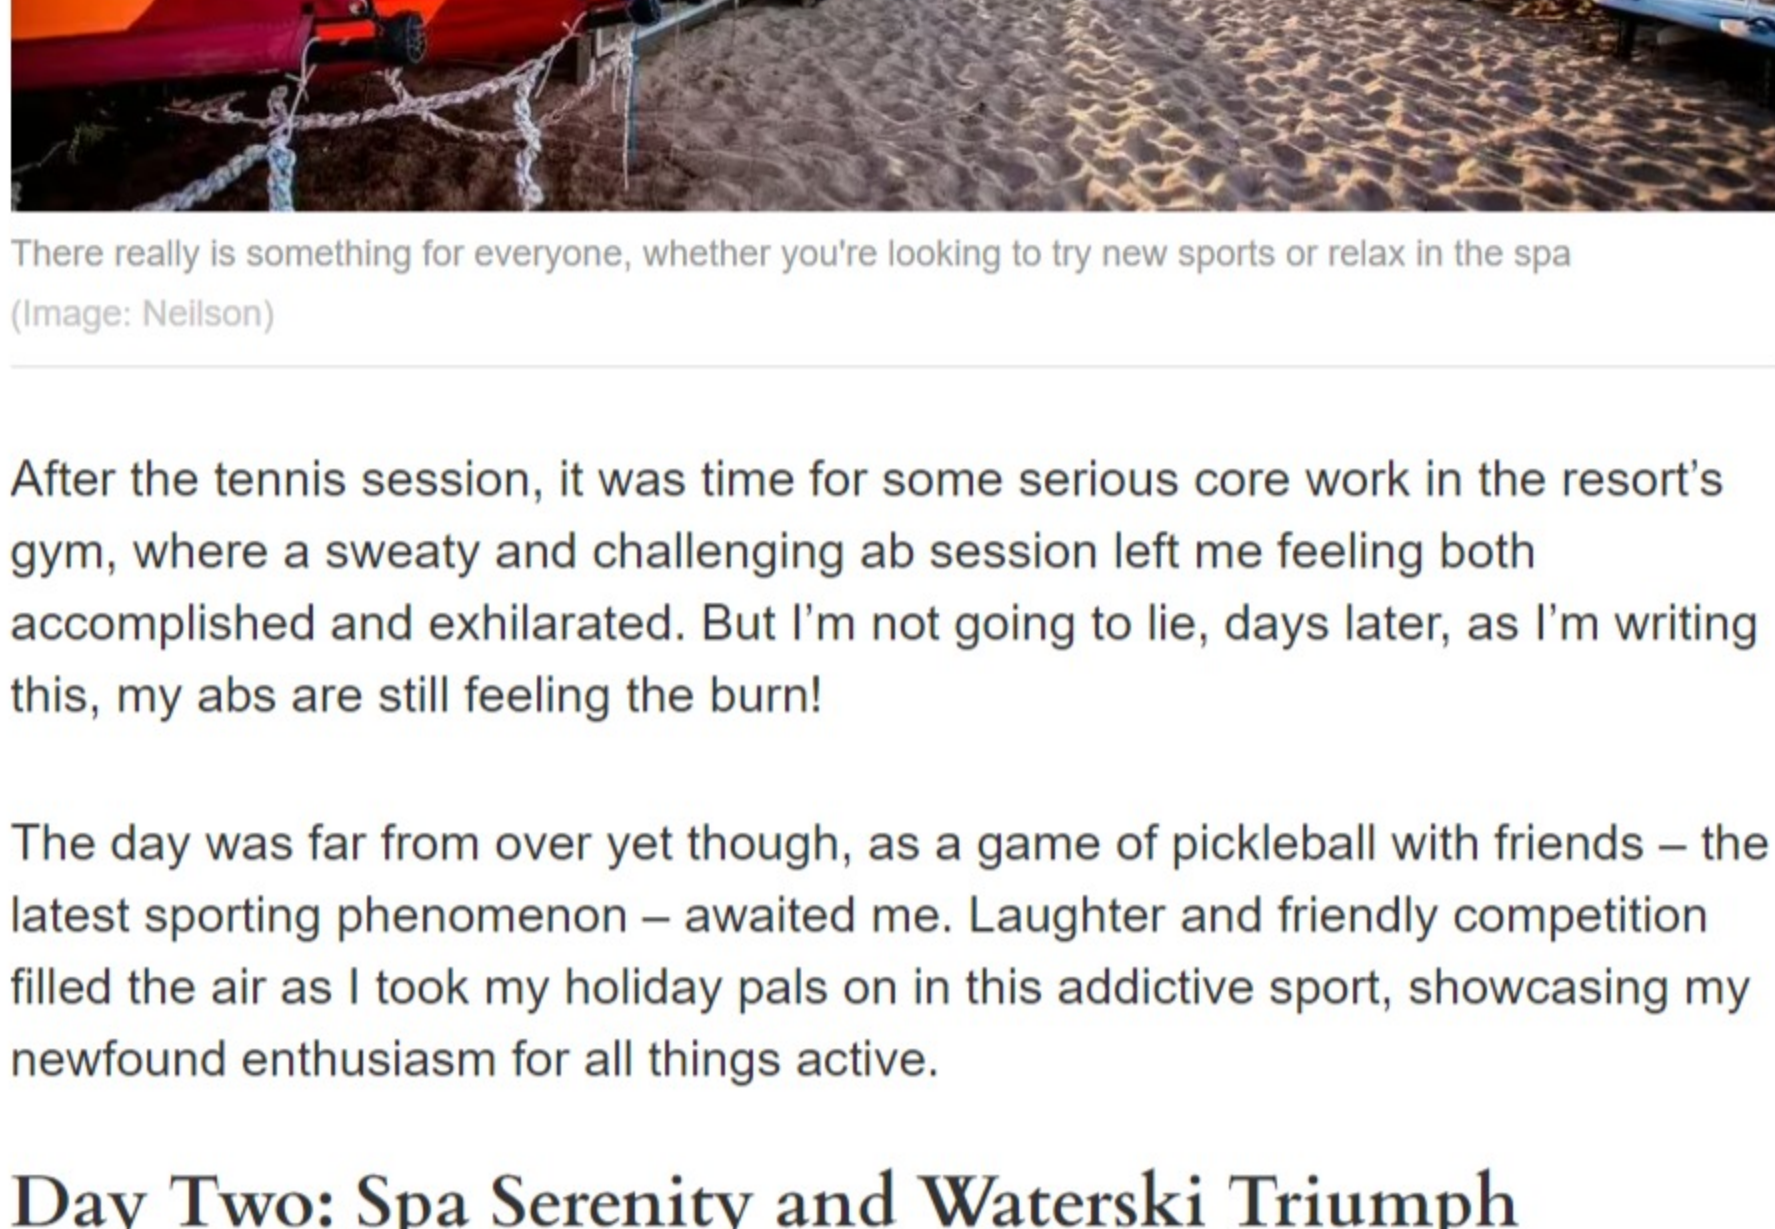 There really is something for everyone, whether you're looking to try new sports or relax in the spa
(Image: Neilson)
After the tennis session, it was time for some serious core work in the resort’s
gym, where a sweaty and challenging ab session left me feeling both
accomplished and exhilarated. But I’m not going to lie, days later, as I’m writing
this, my abs are still feeling the burn!
The day was far from over yet though, as a game of pickleball with friends – the
latest sporting phenomenon – awaited me. Laughter and friendly competition
filled the air as I took my holiday pals on in this addictive sport, showcasing my
newfound enthusiasm for all things active.
Day Two: Spa Serenity and Waterski Triumph